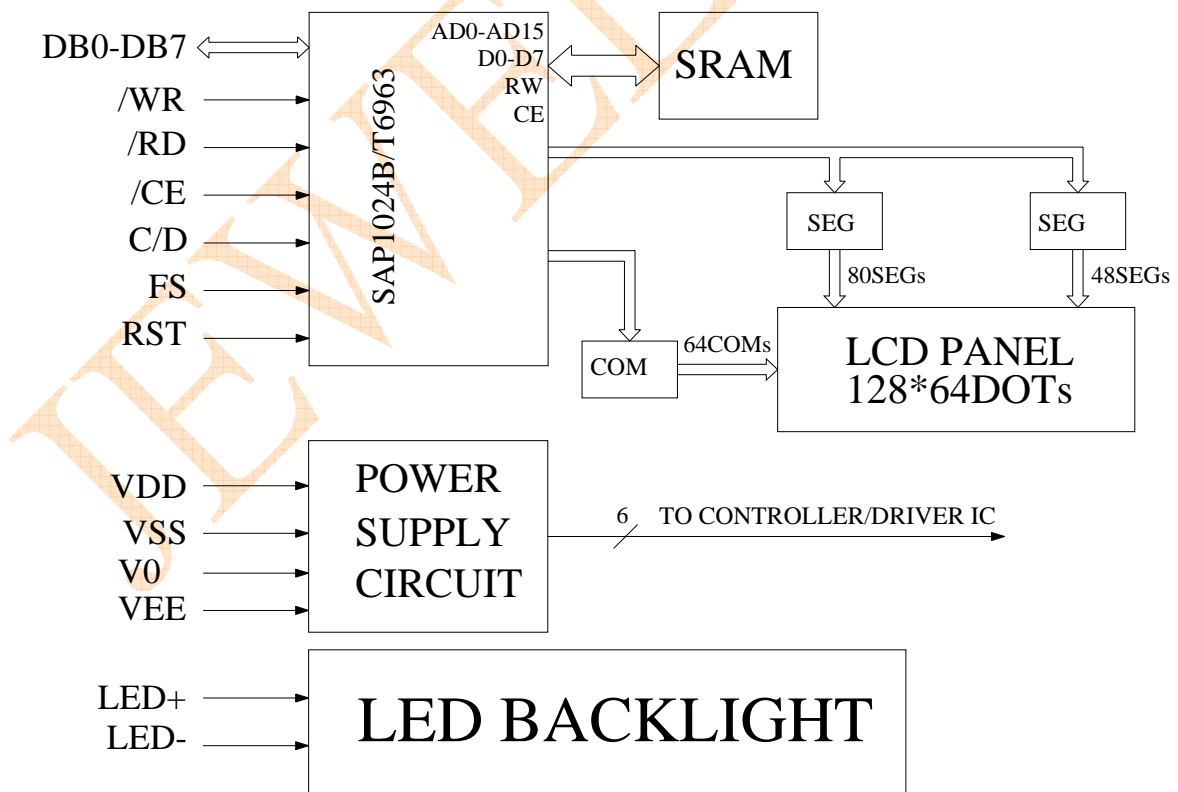 DB0-DB7
/WR
/RD
/CE
C/D
FS
RST
SAP1024B/T6963
AD0-AD15
D0-D7
RW
CE
SRAM
SEG
SEG
80SEGs
48SEGs
COM
64COMs
LCD PANEL
128*64DOTs
VDD
VSS
V0
VEE
POWER
SUPPLY
CIRCUIT
6
TO CONTROLLER/DRIVER IC
LED+
LED-
LED BACKLIGHT
JEWEL